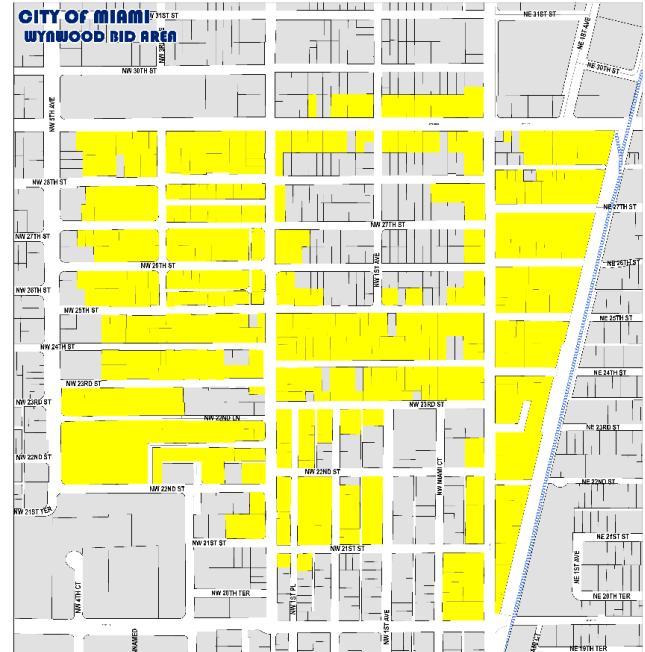 CITY OF MIAMI
WYNWOOD BID AREA
NW 31ST ST
NE 31ST ST
NE 1ST AVE
NW 30TH ST
NE 30TH ST
NW 5TH AVE
NW 28TH ST
NE 27TH ST
NW 27TH ST
NW 27TH ST
NW 26TH ST
NE 26TH ST
NW 1ST AVE
NW 26TH ST
NW 25TH ST
NE 25TH ST
NW 24TH ST
NE 24TH ST
NW 23RD ST
NW 23RD ST
NW 23RD ST
NW 22ND LN
NE 23RD ST
NW 22ND ST
NW 22ND ST
NW MIAMI CT
NE 22ND ST
NW 22ND ST
NW 21ST TER
NE 21ST ST
NW 21ST ST
NW 21ST ST
NE 1ST AVE
NW 4TH CT
NW 20TH TER
NW 1ST PL
NE 20TH TER
NW 1ST AVE
NE 19TH TER